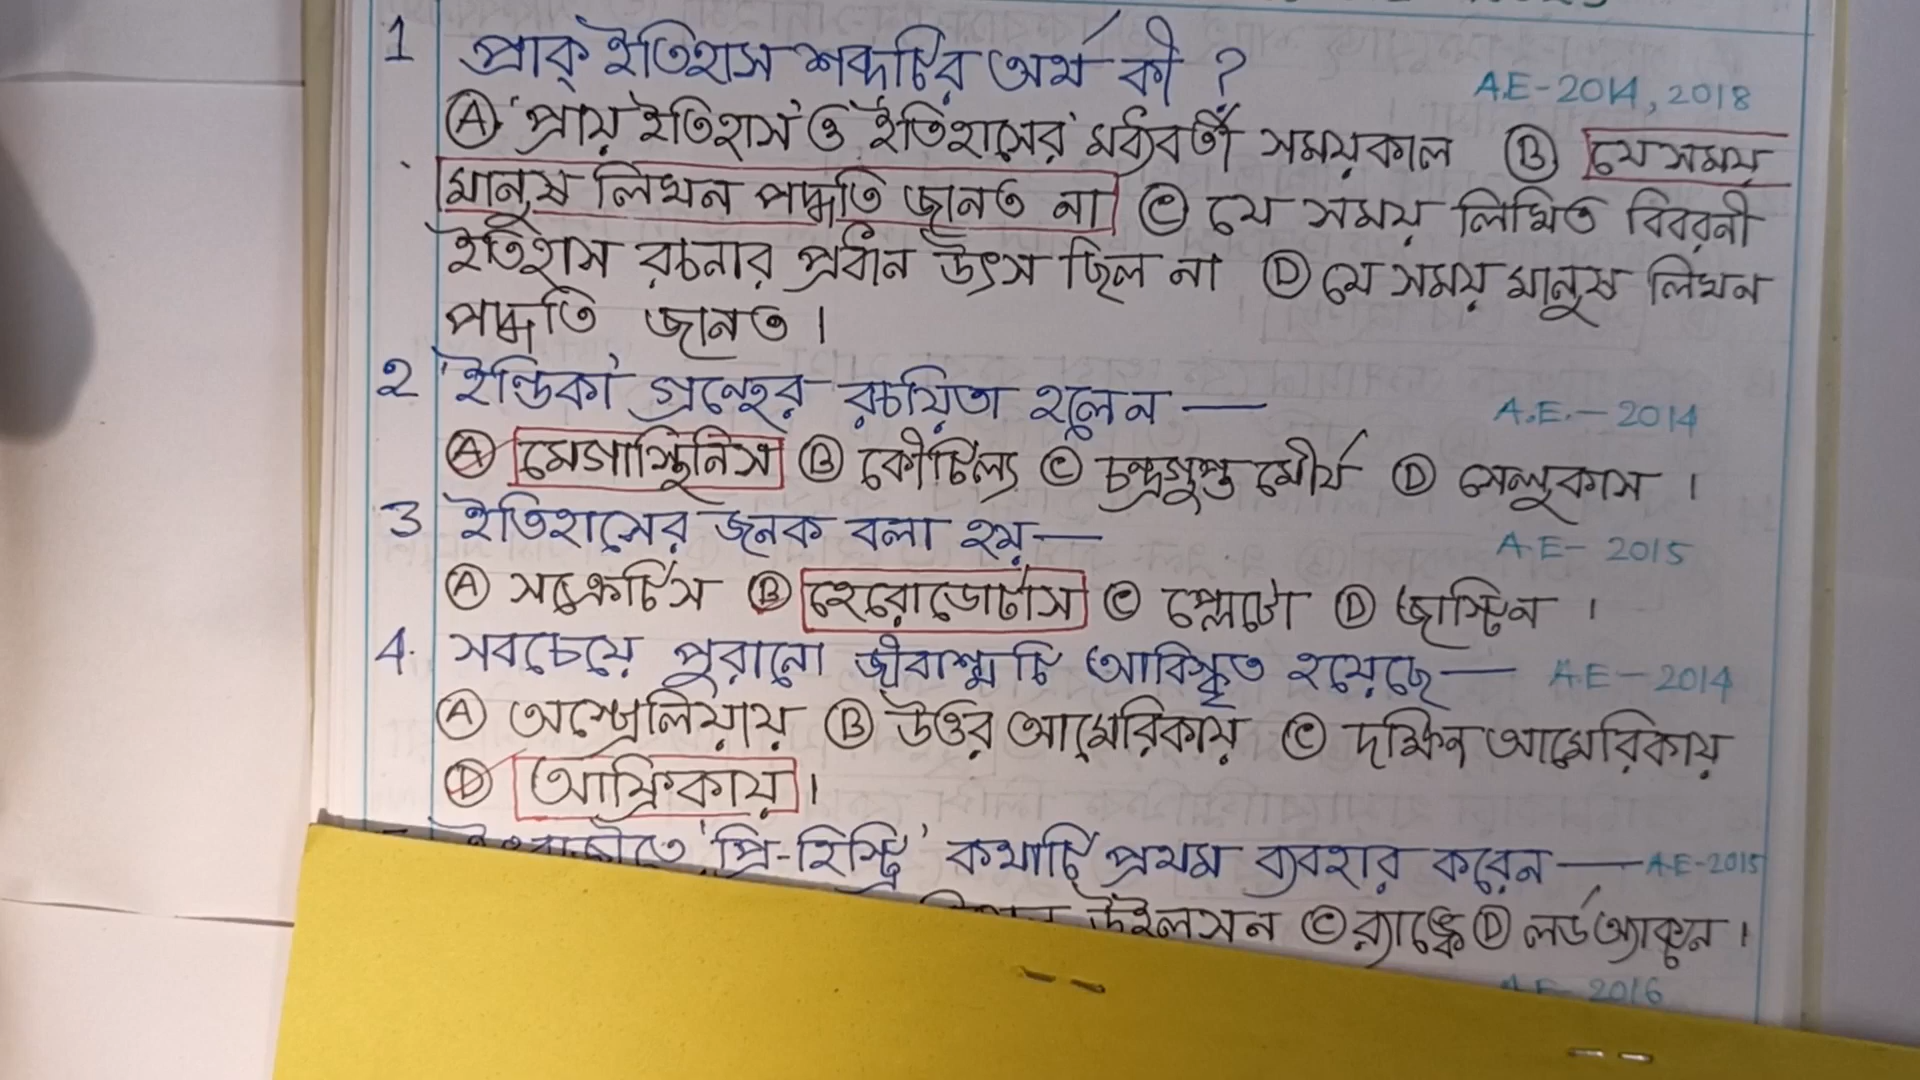 1 প্রাক্ ইতিহাস শব্দটির অর্থ কী ? A.E-2014, 2018
Ⓐ 'প্রায় ইতিহাস' ও 'ইতিহাসের' মধ্যবর্তী সময়কাল Ⓑ যে সময়
মানুষ লিখন পদ্ধতি জানত না Ⓒ যে সময় লিখিত বিবরনী
ইতিহাস রচনার প্রধান উৎস ছিল না Ⓓ যে সময় মানুষ লিখন
পদ্ধতি জানত।
2 'ইন্ডিকা' গ্রন্থের রচয়িতা হলেন — A.E.-2014
Ⓐ মেগাস্থিনিস Ⓑ কৌটিল্য Ⓒ চন্দ্রগুপ্ত মৌর্য Ⓓ সেলুকাস ।
3 ইতিহাসের জনক বলা হয় — A.E- 2015
Ⓐ সক্রেটিস Ⓑ হেরোডোটাস Ⓒ প্লেটো Ⓓ জাস্টিন ।
4. সবচেয়ে পুরানো জীবাশ্ম টি আবিস্কৃত হয়েছে — A.E-2014
Ⓐ অস্ট্রেলিয়ায় Ⓑ উত্তর আমেরিকায় Ⓒ দক্ষিন আমেরিকায়
Ⓓ আফ্রিকায় ।
'প্রি-হিস্ট্রি' কথাটি প্রথম ব্যবহার করেন — A.E-2015
উইলসন Ⓒ র‍্যাঙ্কে Ⓓ লর্ড অ্যাক্টন ।
A.E- 2016